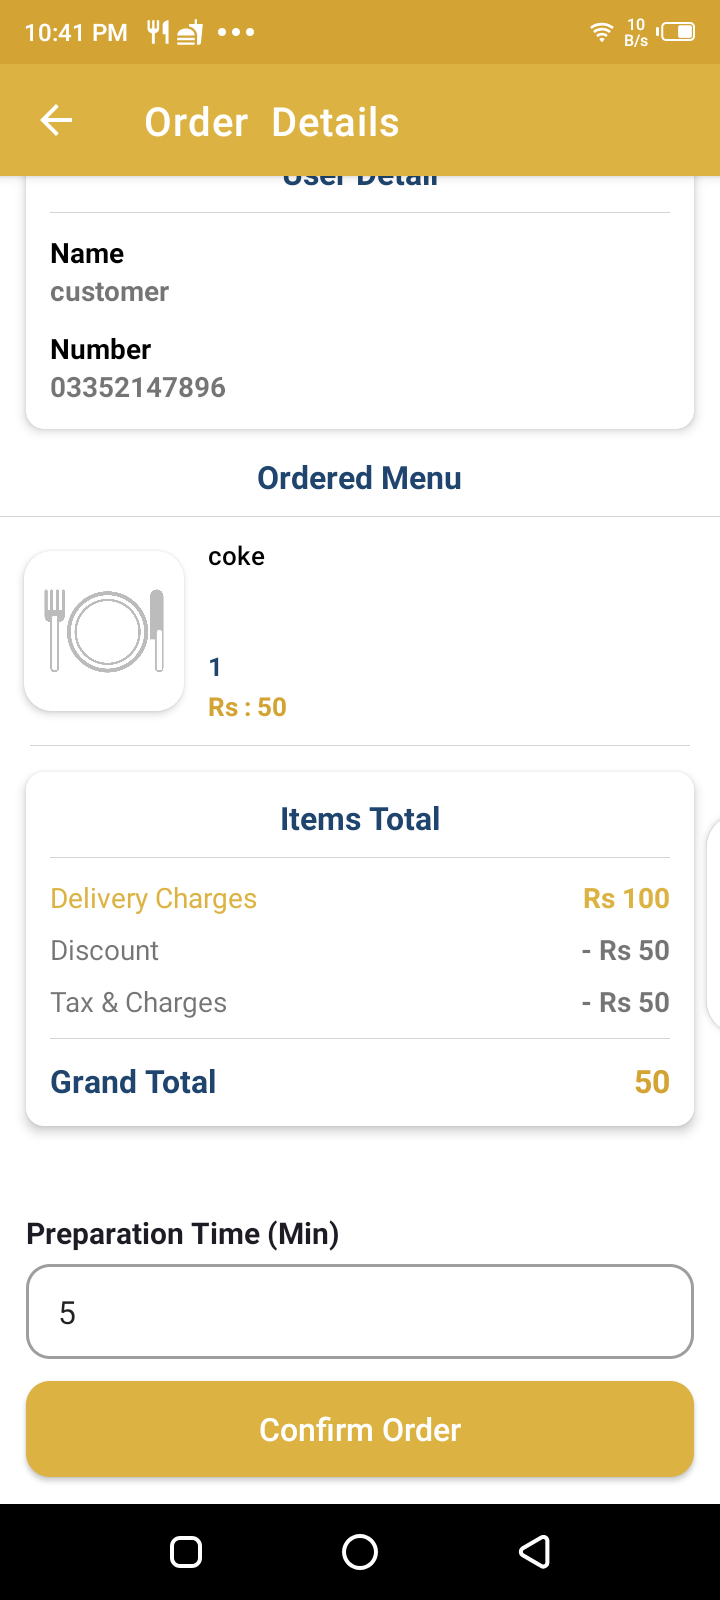 10:41 PM
10
B/s
Order Details
User Detail
Name
customer
Number
03352147896
Ordered Menu
coke
1
Rs : 50
Items Total
Delivery Charges Rs 100
Discount - Rs 50
Tax & Charges - Rs 50
Grand Total 50
Preparation Time (Min)
5
Confirm Order